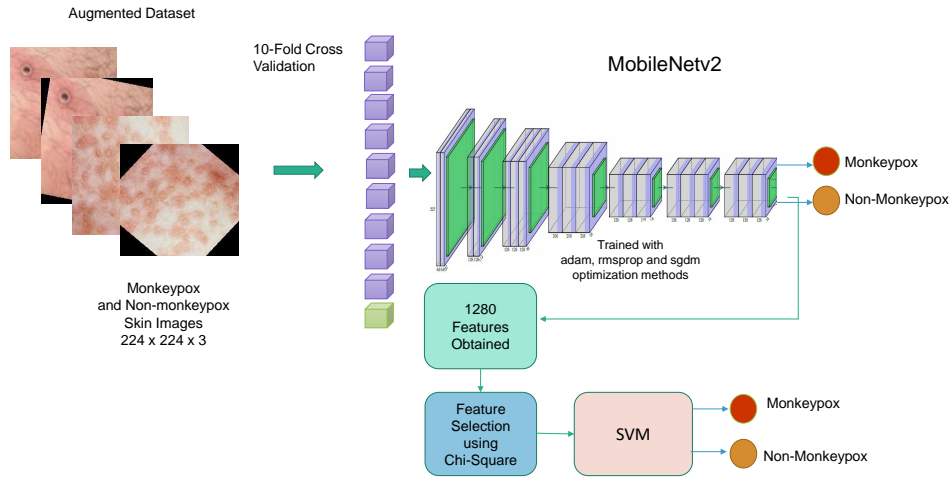 Augmented Dataset
10-Fold Cross
Validation
MobileNetv2
Monkeypox
Non-Monkeypox
Trained with
adam, rmsprop and sgdm
optimization methods
Monkeypox
and Non-monkeypox
Skin Images
224 x 224 x 3
1280
Features
Obtained
Feature
Selection
using
Chi-Square
SVM
Monkeypox
Non-Monkeypox